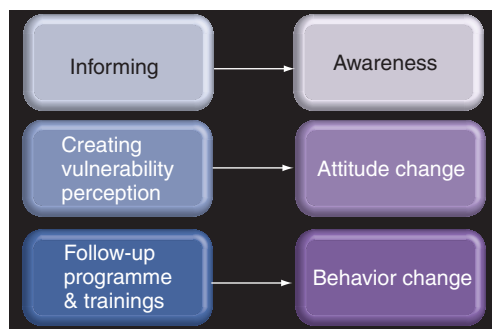 Informing
Awareness
Creating
vulnerability
perception
Attitude change
Follow-up
programme
& trainings
Behavior change